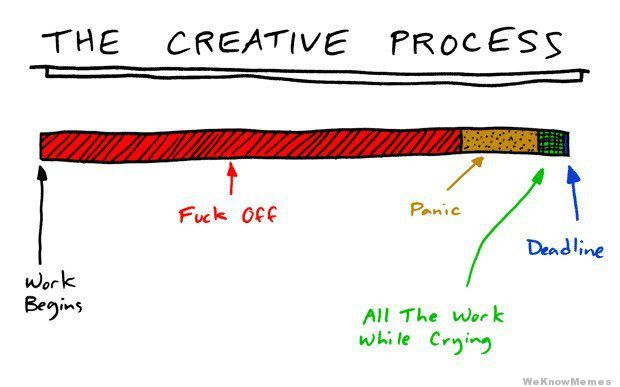 THE CREATIVE PROCESS
Fuck Off
Panic
Deadline
Work
Begins
All The Work
While Crying
WeKnowMemes